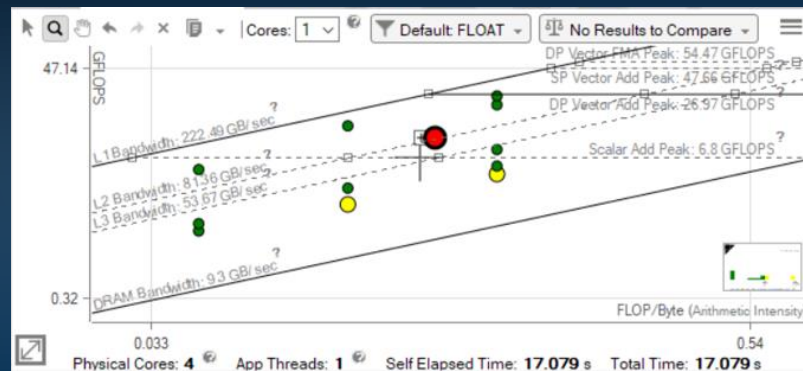 Cores: 1 Default: FLOAT No Results to Compare
47.14
GFLOPS
DP Vector FMA Peak: 54.47 GFLOPS
SP Vector Add Peak: 47.66 GFLOPS
?
DP Vector Add Peak: 26.97 GFLOPS
?
L1 Bandwidth: 222.49 GB/sec
Scalar Add Peak: 6.8 GFLOPS
?
?
L2 Bandwidth: 81.36 GB/sec
?
L3 Bandwidth: 53.67 GB/sec
?
DRAM Bandwidth: 9.3 GB/sec
0.32
FLOP/Byte (Arithmetic Intensity
0.033
0.54
Physical Cores: 4 App Threads: 1 Self Elapsed Time: 17.079 s Total Time: 17.079 s